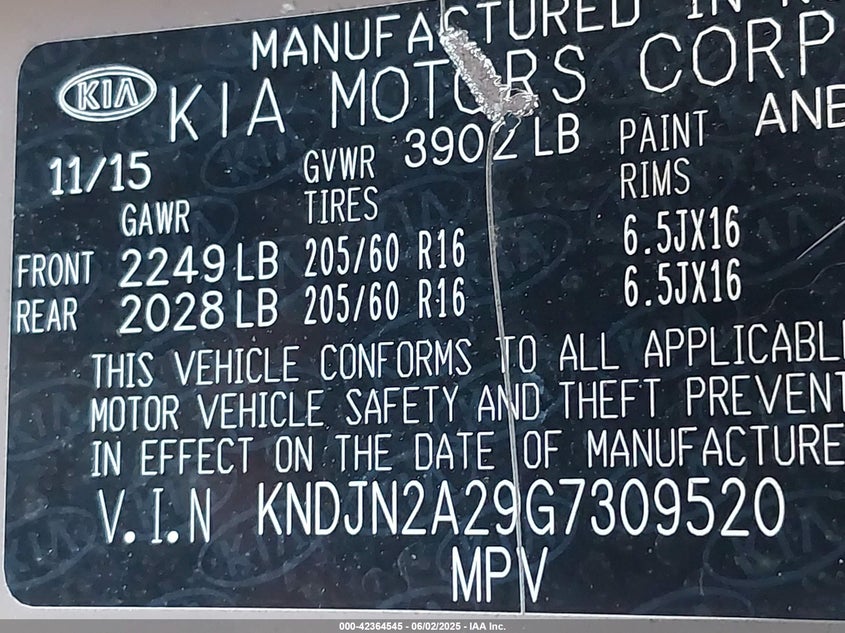 MANUFACTURED IN
KIA KIA MOTORS CORP
11/15 GVWR 3902 LB PAINT ANB
GAWR TIRES RIMS
FRONT 2249 LB 205/60 R16 6.5JX16
REAR 2028 LB 205/60 R16 6.5JX16
THIS VEHICLE CONFORMS TO ALL APPLICABL
MOTOR VEHICLE SAFETY AND THEFT PREVENT
IN EFFECT ON THE DATE OF MANUFACTURE
V.I.N KNDJN2A29G7309520
MPV
000-42364545 - 06/02/2025 - IAA Inc.